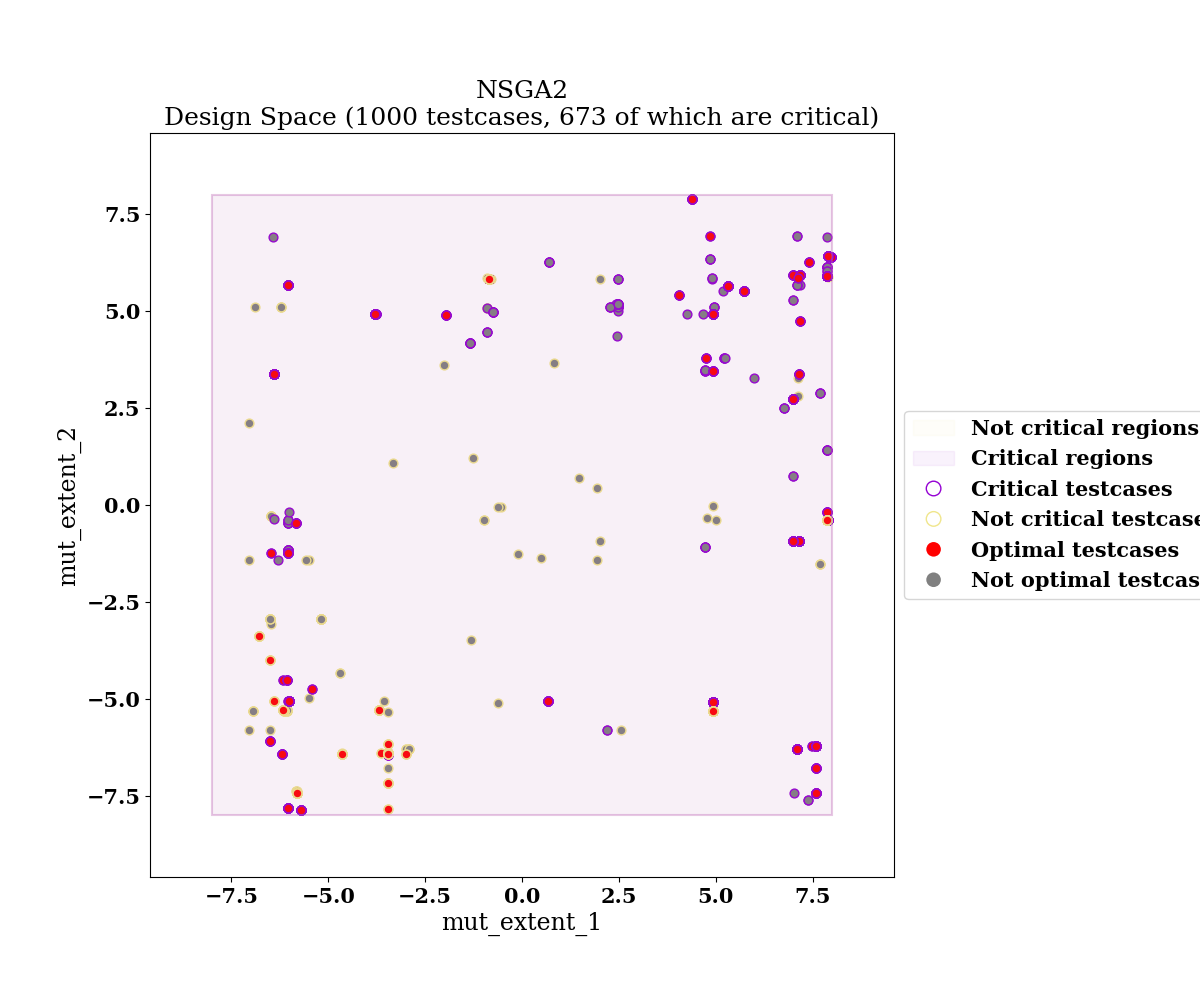 NSGA2
Design Space (1000 testcases, 673 of which are critical)
mut_extent_2
7.5
5.0
2.5
0.0
−2.5
−5.0
−7.5
−7.5 −5.0 −2.5 0.0 2.5 5.0 7.5
mut_extent_1
Not critical regions
Critical regions
Critical testcases
Not critical testcase
Optimal testcases
Not optimal testcas